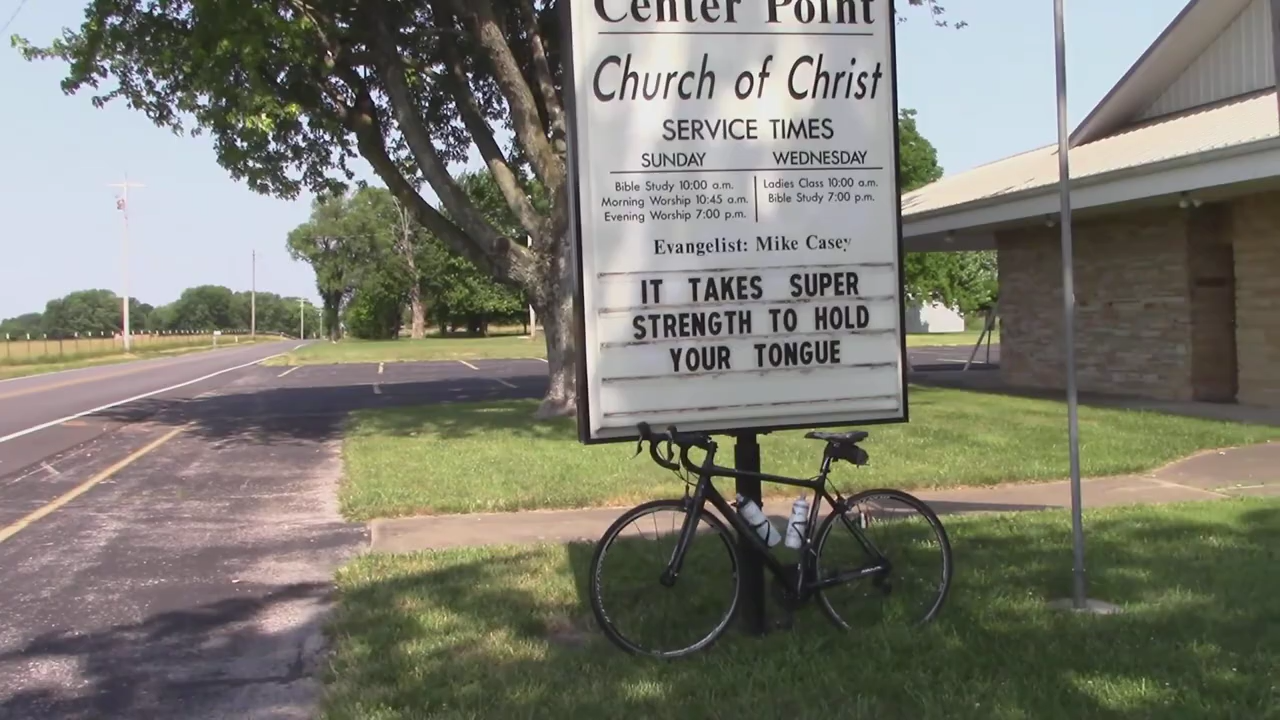 Center Point
Church of Christ
SERVICE TIMES
SUNDAY
Bible Study 10:00 a.m.
Morning Worship 10:45 a.m.
Evening Worship 7:00 p.m.
WEDNESDAY
Ladies Class 10:00 a.m.
Bible Study 7:00 p.m.
Evangelist: Mike Casey
IT TAKES SUPER
STRENGTH TO HOLD
YOUR TONGUE